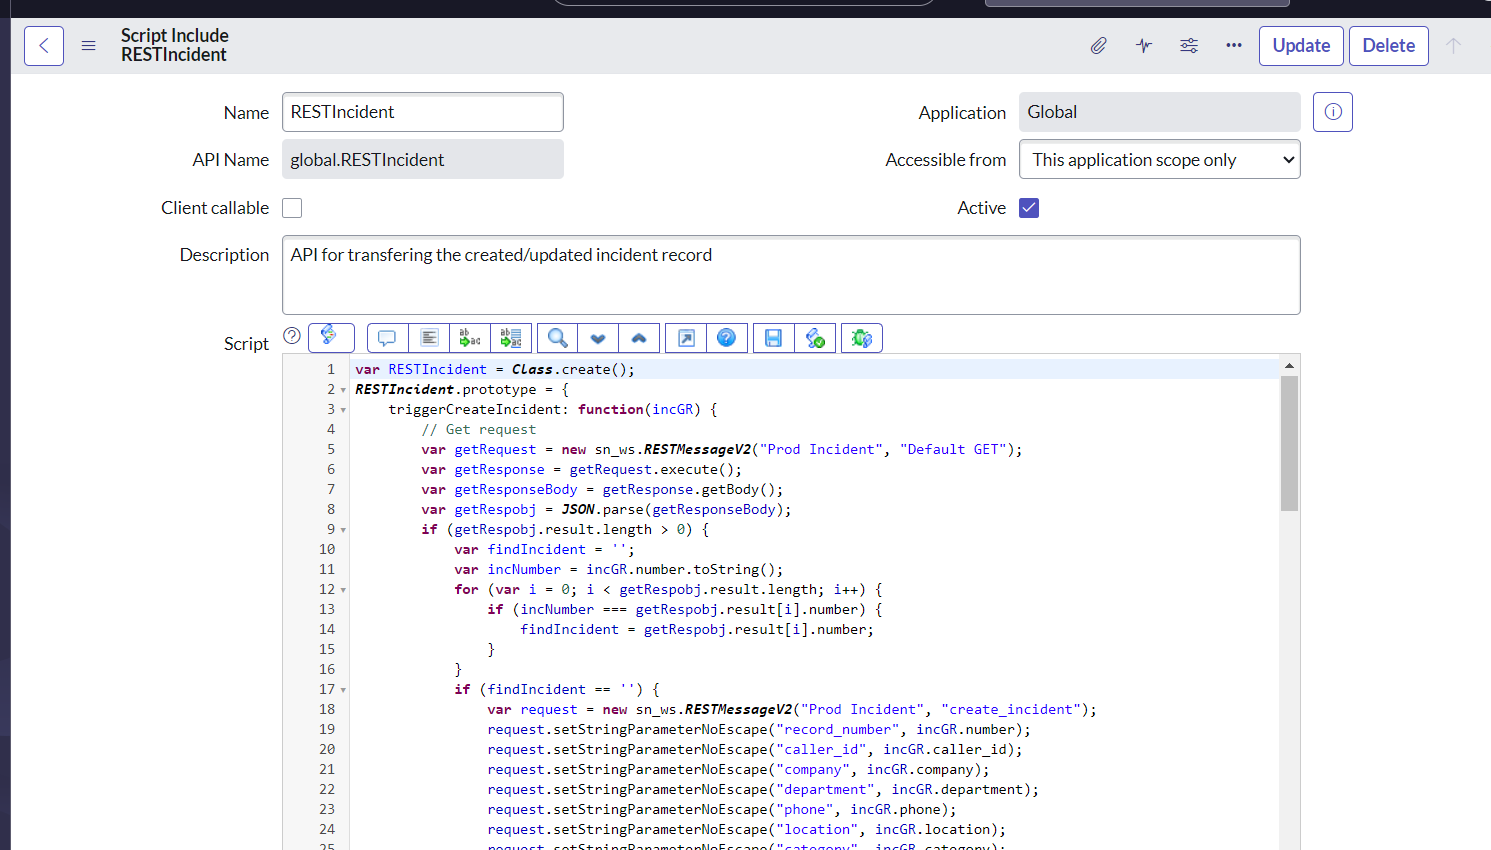 Script Include
RESTIncident
Update
Delete
Name
RESTIncident
Application
Global
API Name
global.RESTIncident
Accessible from
This application scope only
Client callable
Active
Description
API for transfering the created/updated incident record
Script
1 var RESTIncident = Class.create();
2 RESTIncident.prototype = {
3 triggerCreateIncident: function(incGR) {
4 // Get request
5 var getRequest = new sn_ws.RESTMessageV2("Prod Incident", "Default GET");
6 var getResponse = getRequest.execute();
7 var getResponseBody = getResponse.getBody();
8 var getRespobj = JSON.parse(getResponseBody);
9 if (getRespobj.result.length > 0) {
10 var findIncident = '';
11 var incNumber = incGR.number.toString();
12 for (var i = 0; i < getRespobj.result.length; i++) {
13 if (incNumber === getRespobj.result[i].number) {
14 findIncident = getRespobj.result[i].number;
15 }
16 }
17 if (findIncident == '') {
18 var request = new sn_ws.RESTMessageV2("Prod Incident", "create_incident");
19 request.setStringParameterNoEscape("record_number", incGR.number);
20 request.setStringParameterNoEscape("caller_id", incGR.caller_id);
21 request.setStringParameterNoEscape("company", incGR.company);
22 request.setStringParameterNoEscape("department", incGR.department);
23 request.setStringParameterNoEscape("phone", incGR.phone);
24 request.setStringParameterNoEscape("location", incGR.location);
25 request.setStringParameterNoEscape("category", incGR.category);